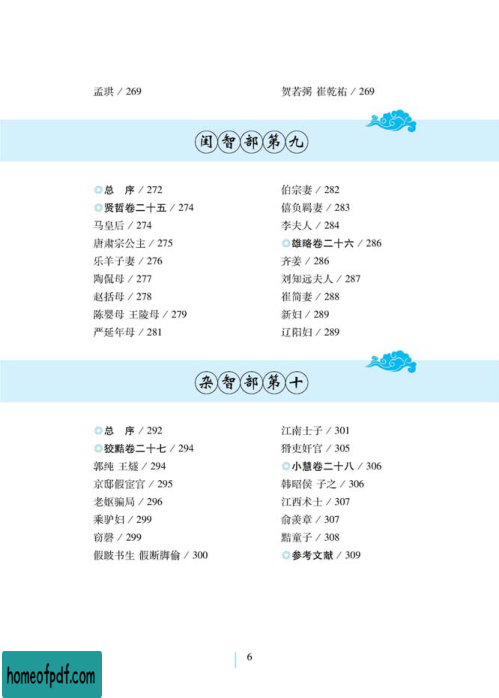 孟珙 / 269
贺若弼 崔乾祐 / 269
闺智部第九
总 序 / 272
贤哲卷二十五 / 274
马皇后 / 274
唐肃宗公主 / 275
乐羊子妻 / 276
陶侃母 / 277
赵括母 / 278
陈婴母 王陵母 / 279
严延年母 / 281
伯宗妻 / 282
僖负羁妻 / 283
李夫人 / 284
雄略卷二十六 / 286
齐姜 / 286
刘知远夫人 / 287
崔简妻 / 288
新妇 / 289
辽阳妇 / 289
杂智部第十
总 序 / 292
狡黠卷二十七 / 294
郭纯 王燧 / 294
京邸假宦官 / 295
老妪骗局 / 296
乘驴妇 / 299
窃磬 / 299
假跛书生 假断脚偷 / 300
江南士子 / 301
猾吏奸官 / 305
小慧卷二十八 / 306
韩昭侯 子之 / 306
江西术士 / 307
俞羡章 / 307
黠童子 / 308
参考文献 / 309
6
homeofpdf.com